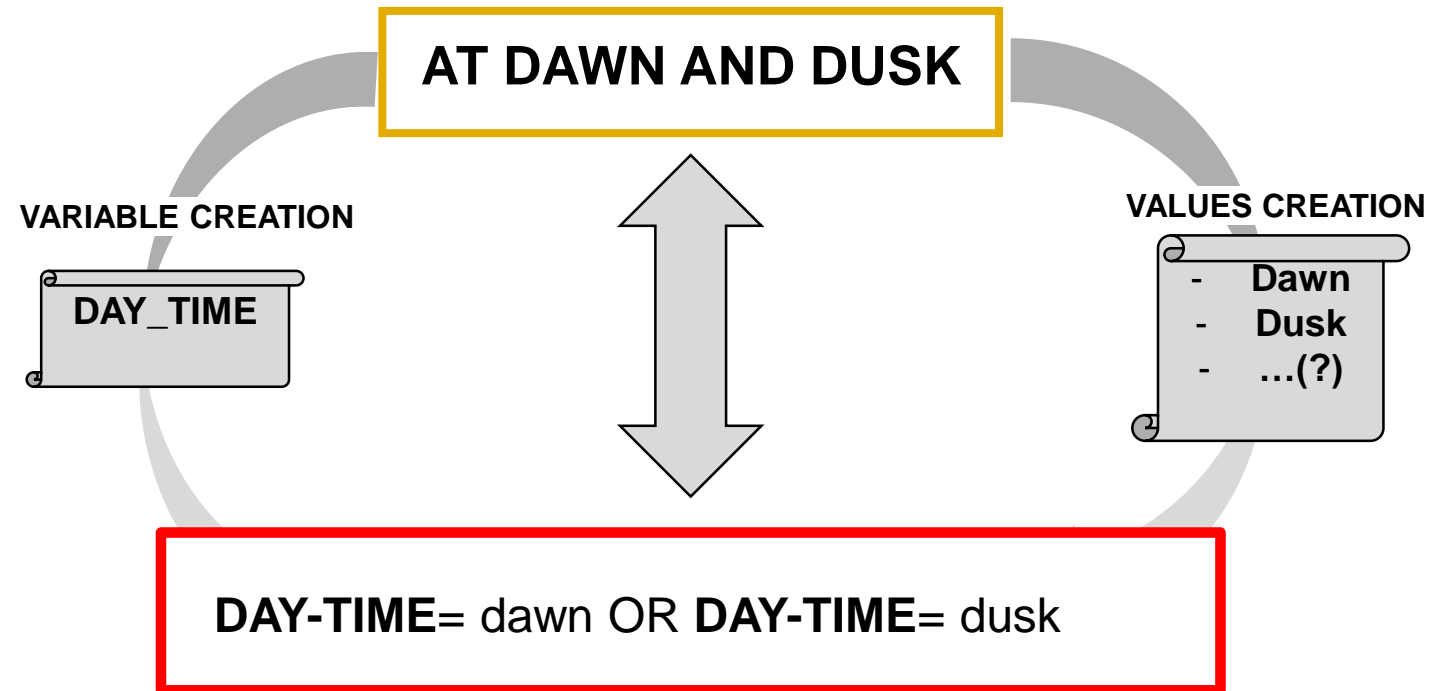 AT DAWN AND DUSK
VARIABLE CREATION
DAY_TIME
VALUES CREATION
- Dawn
- Dusk
- …(?)
DAY-TIME= dawn OR DAY-TIME= dusk